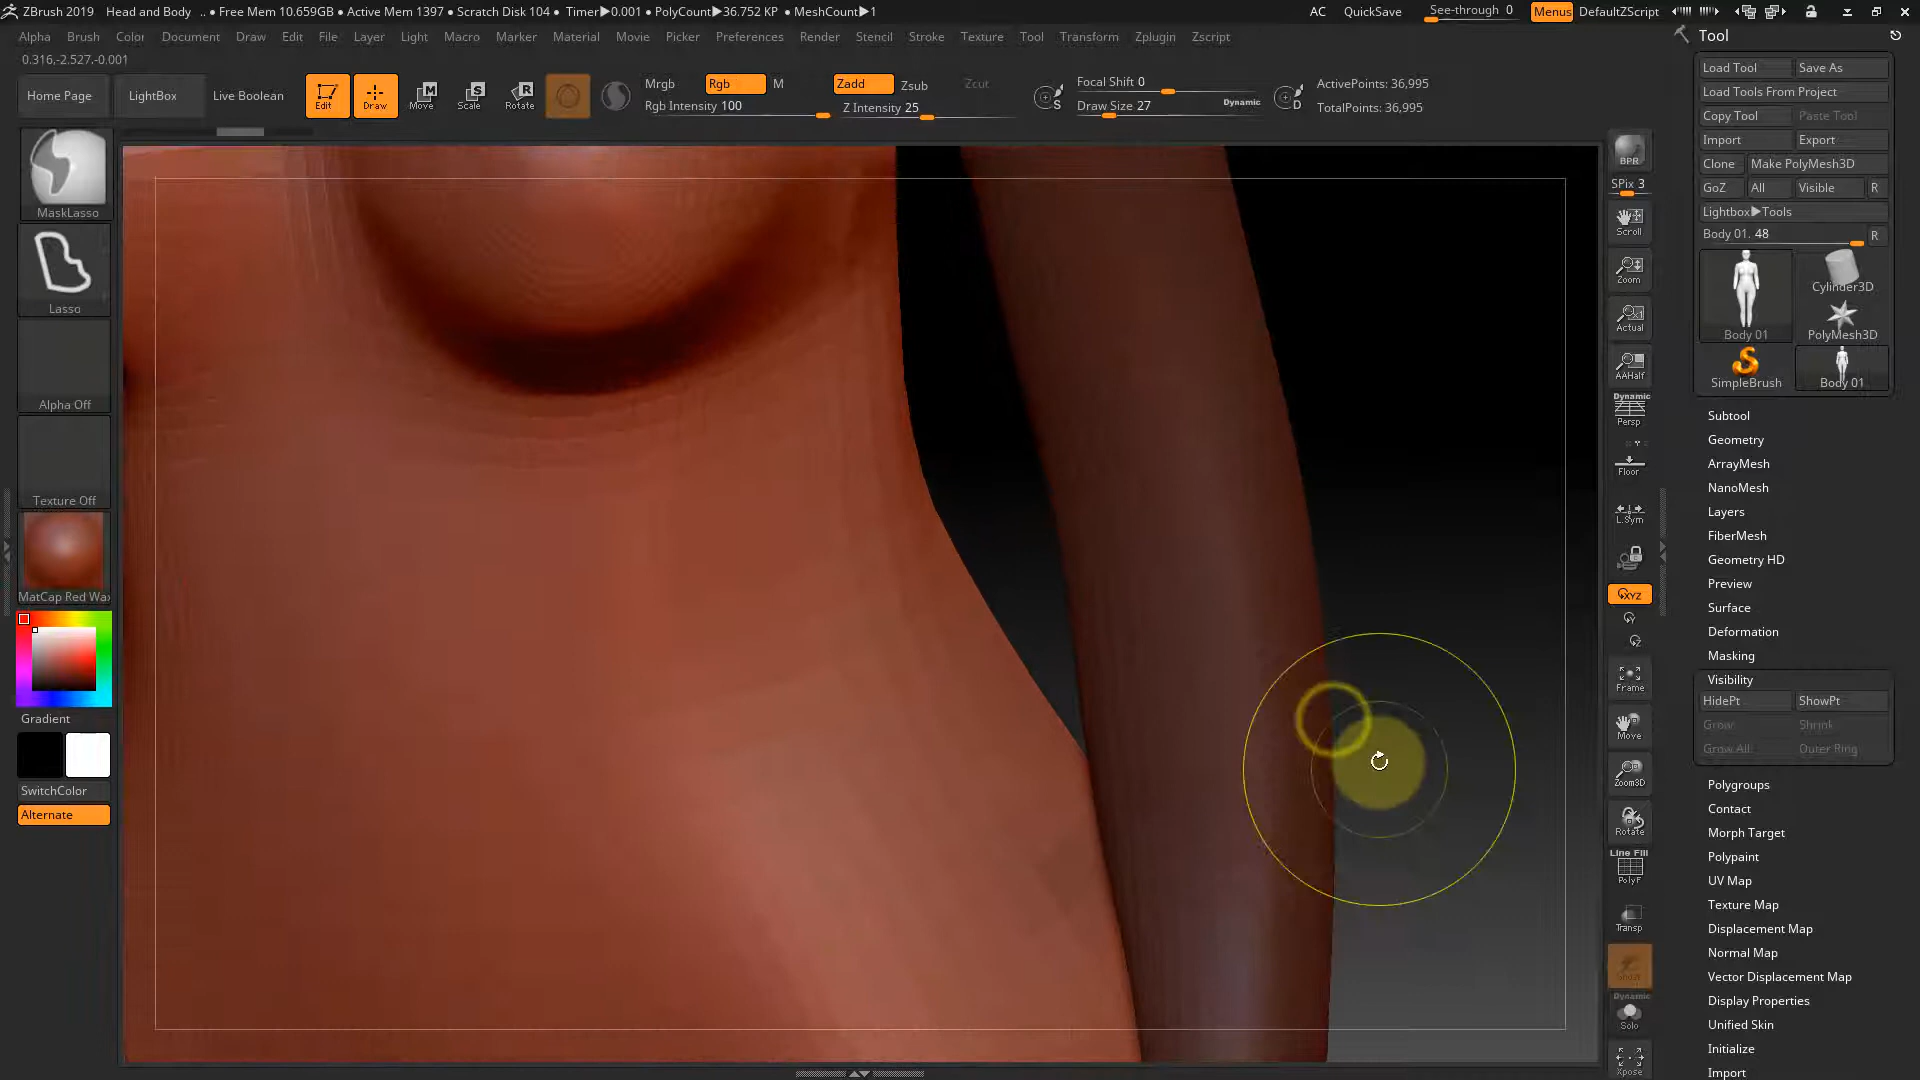 ZBrush 2019 Head and Body .. • Free Mem 10.659GB • Active Mem 1397 • Scratch Disk 104 • Timer▶0.001 • PolyCount▶36.752 KP • MeshCount▶1 AC QuickSave See-through 0 Menus DefaultZScript
Alpha Brush Color Document Draw Edit File Layer Light Macro Marker Material Movie Picker Preferences Render Stencil Stroke Texture Tool Transform Zplugin Zscript
0.316,-2.527,-0.001
Home Page LightBox Live Boolean Edit Draw Move Scale Rotate
Mrgb Rgb M
Rgb Intensity 100
Zadd Zsub Zcut
Z Intensity 25
S
Focal Shift 0
Draw Size 27 Dynamic
D
ActivePoints: 36,995
TotalPoints: 36,995
MaskLasso
Lasso
Alpha Off
Texture Off
MatCap Red Wax
Gradient
SwitchColor
Alternate
BPR
SPix 3
Scroll
Zoom
Actual
AAHalf
Dynamic
Persp
Floor
L.Sym
XYZ
Y
Z
Frame
Move
Zoom3D
Rotate
Line Fill
PolyF
Transp
Dynamic
Solo
Xpose
Tool
Load Tool Save As
Load Tools From Project
Copy Tool Paste Tool
Import Export
Clone Make PolyMesh3D
GoZ All Visible R
Lightbox▶Tools
Body 01. 48 R
Cylinder3D
Body 01 PolyMesh3D
SimpleBrush Body 01
Subtool
Geometry
ArrayMesh
NanoMesh
Layers
FiberMesh
Geometry HD
Preview
Surface
Deformation
Masking
Visibility
HidePt ShowPt
Grow Shrink
Grow All Outer Ring
Polygroups
Contact
Morph Target
Polypaint
UV Map
Texture Map
Displacement Map
Normal Map
Vector Displacement Map
Display Properties
Unified Skin
Initialize
Import